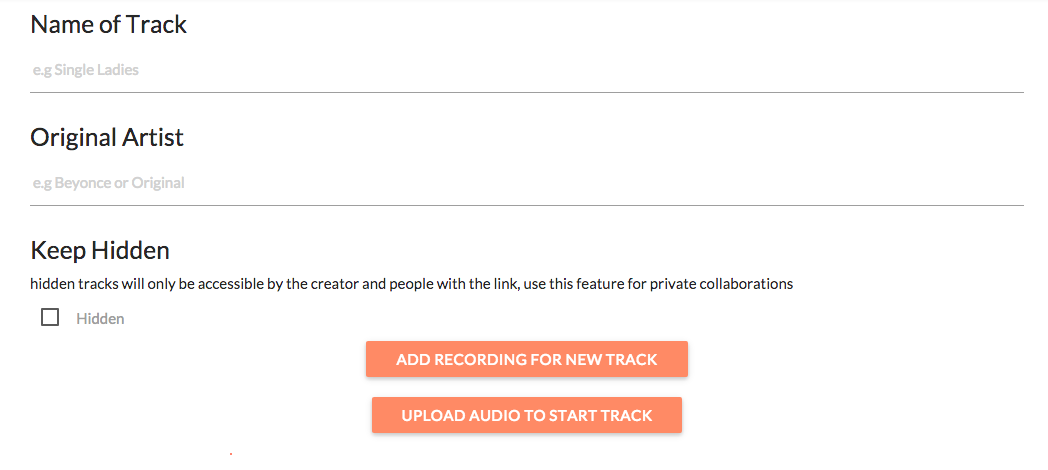 Name of Track
e.g Single Ladies
Original Artist
e.g Beyonce or Original
Keep Hidden
hidden tracks will only be accessible by the creator and people with the link, use this feature for private collaborations
Hidden
ADD RECORDING FOR NEW TRACK
UPLOAD AUDIO TO START TRACK